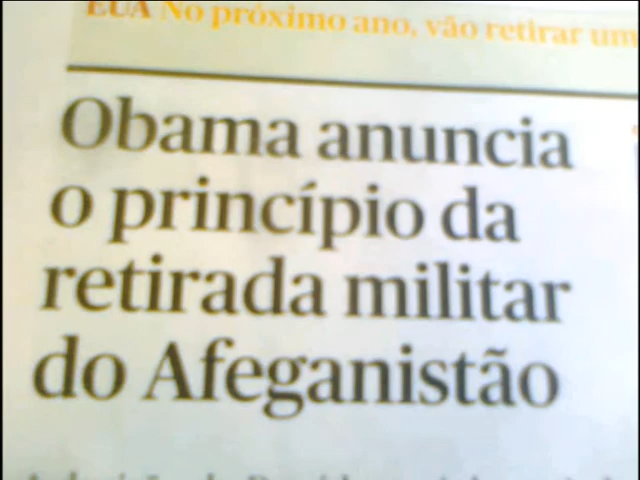 EUA No próximo ano, vão retirar um
Obama anuncia
o princípio da
retirada militar
do Afeganistão